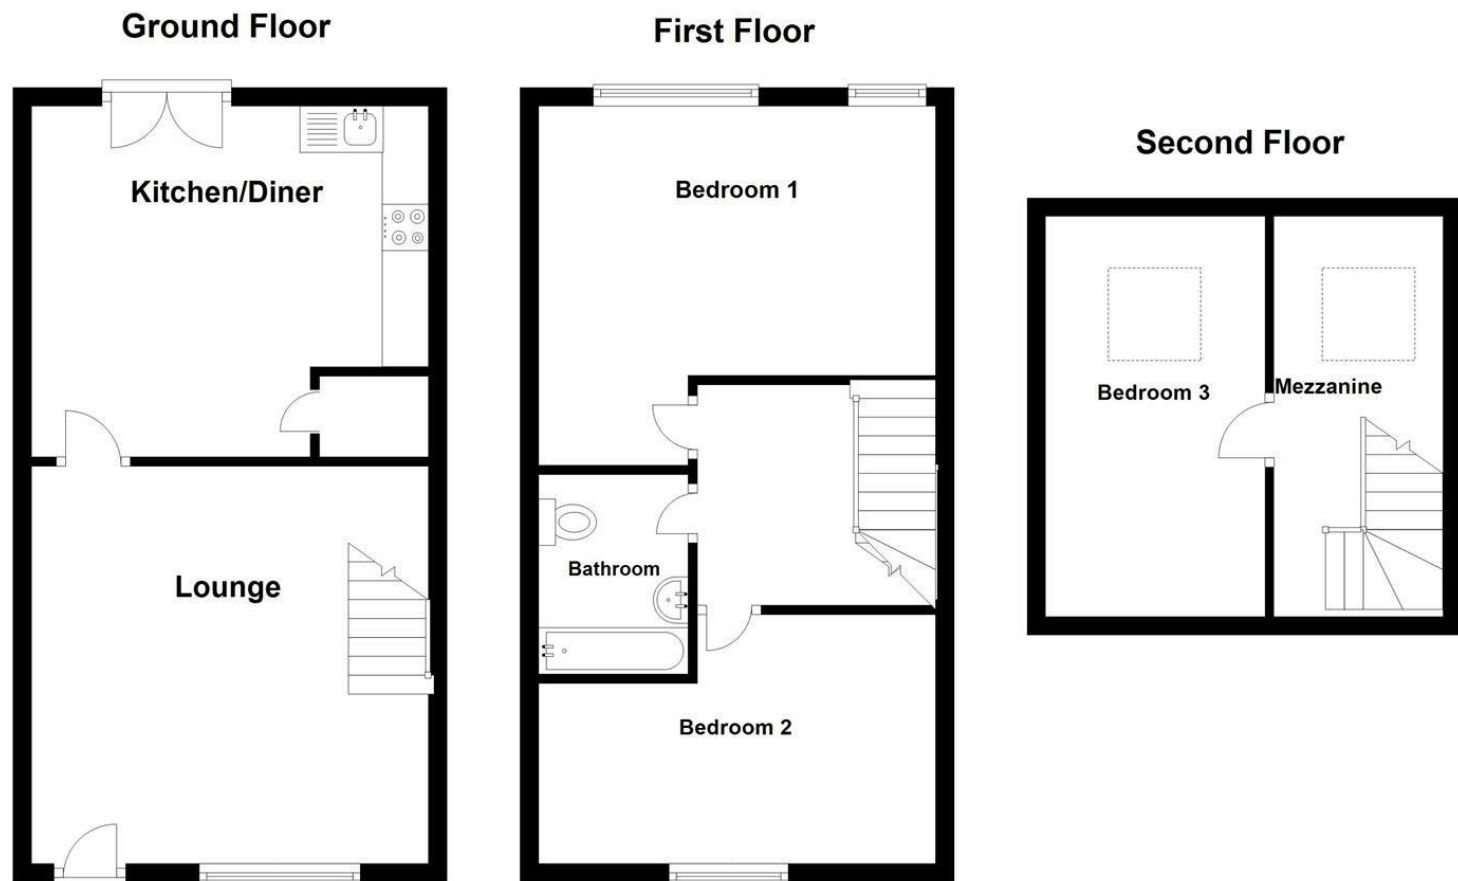 Ground Floor
Kitchen/Diner
Lounge
First Floor
Bedroom 1
Bathroom
Bedroom 2
Second Floor
Bedroom 3
Mezzanine